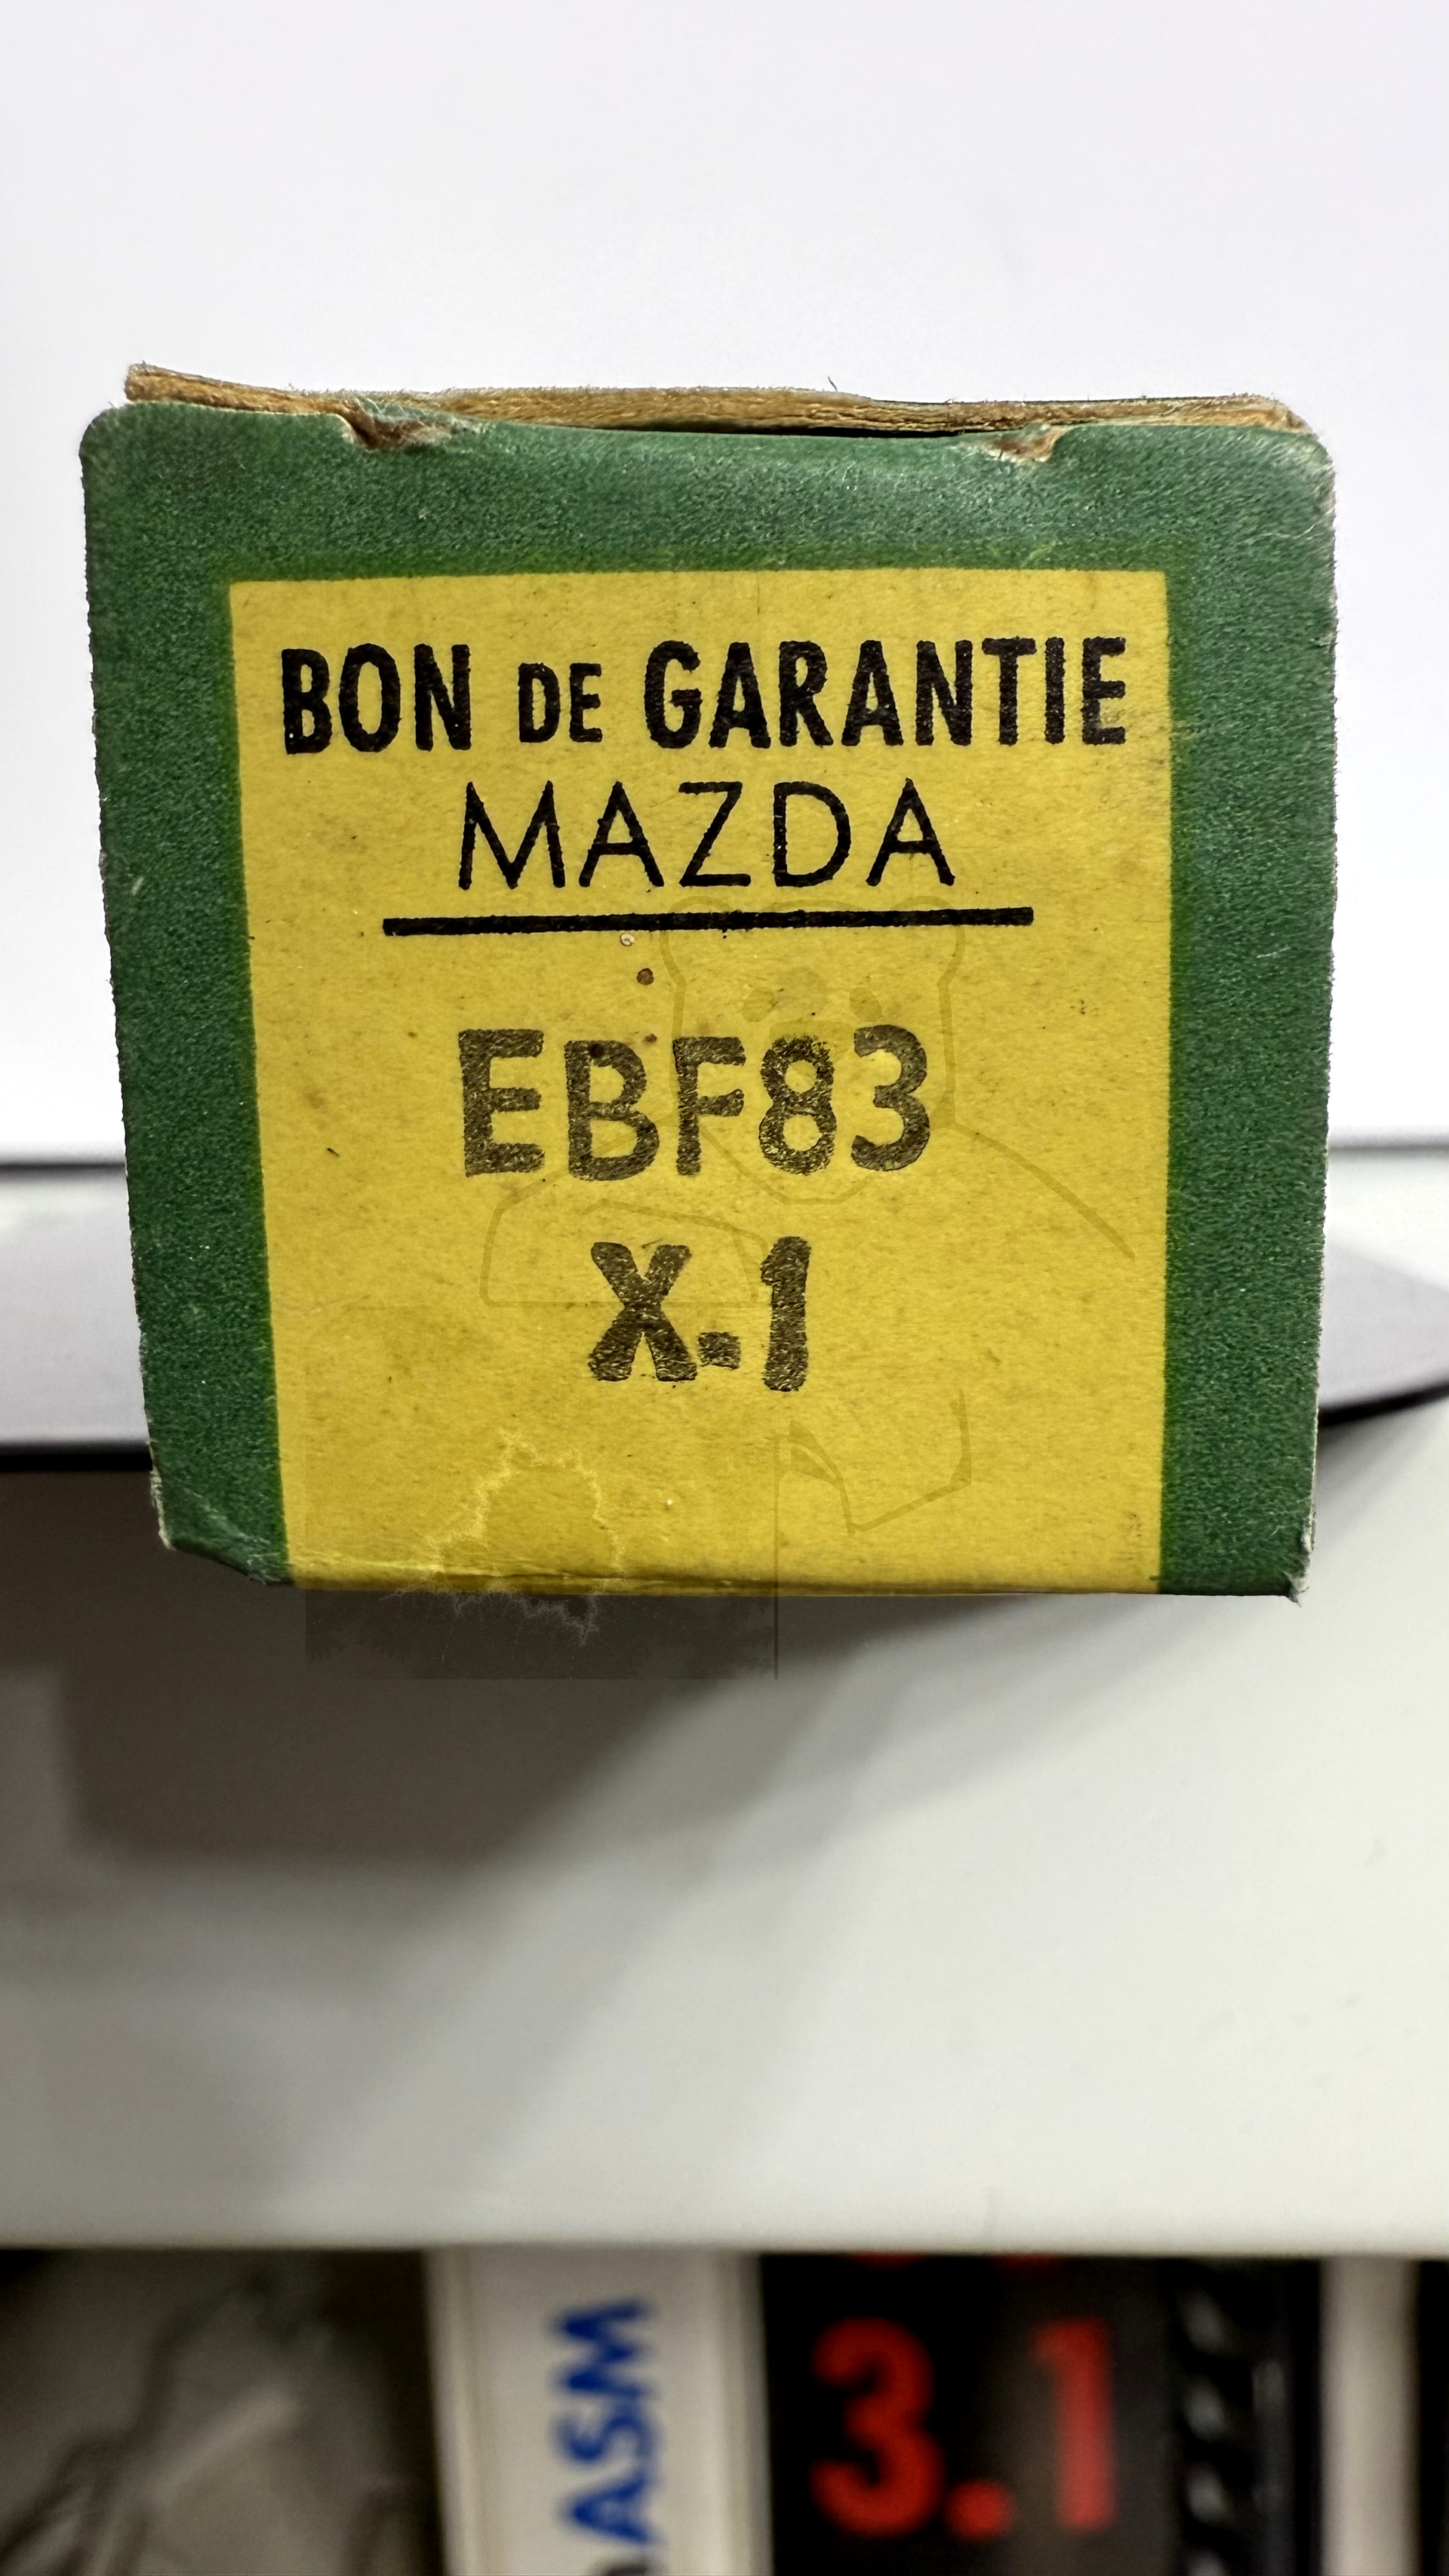 BON DE GARANTIE
MAZDA
EBF83
X.1
ASM
3.1